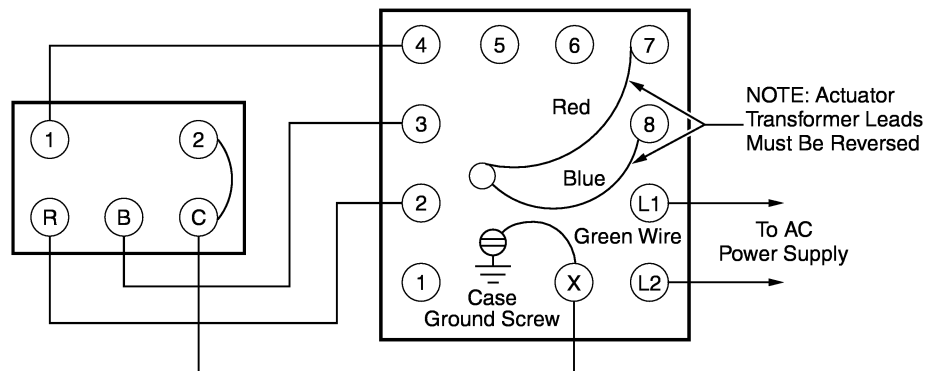 4 5 6 7
NOTE: Actuator
Transformer Leads
Must Be Reversed
Red
1 2
3
8
Blue
R B C
2
L1
Green Wire
To AC
Power Supply
1
X
L2
Case
Ground Screw